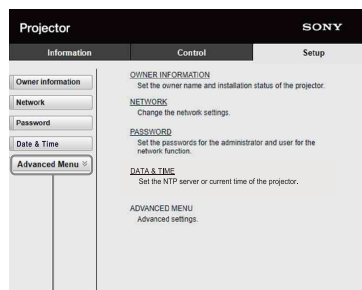 Projector
SONY
Information
Control
Setup
Owner information
Network
Password
Date & Time
Advanced Menu
OWNER INFORMATION
Set the owner name and installation status of the projector.
NETWORK
Change the network settings.
PASSWORD
Set the passwords for the administrator and user for the
network function.
DATA & TIME
Set the NTP server or current time of the projector.
ADVANCED MENU
Advanced settings.